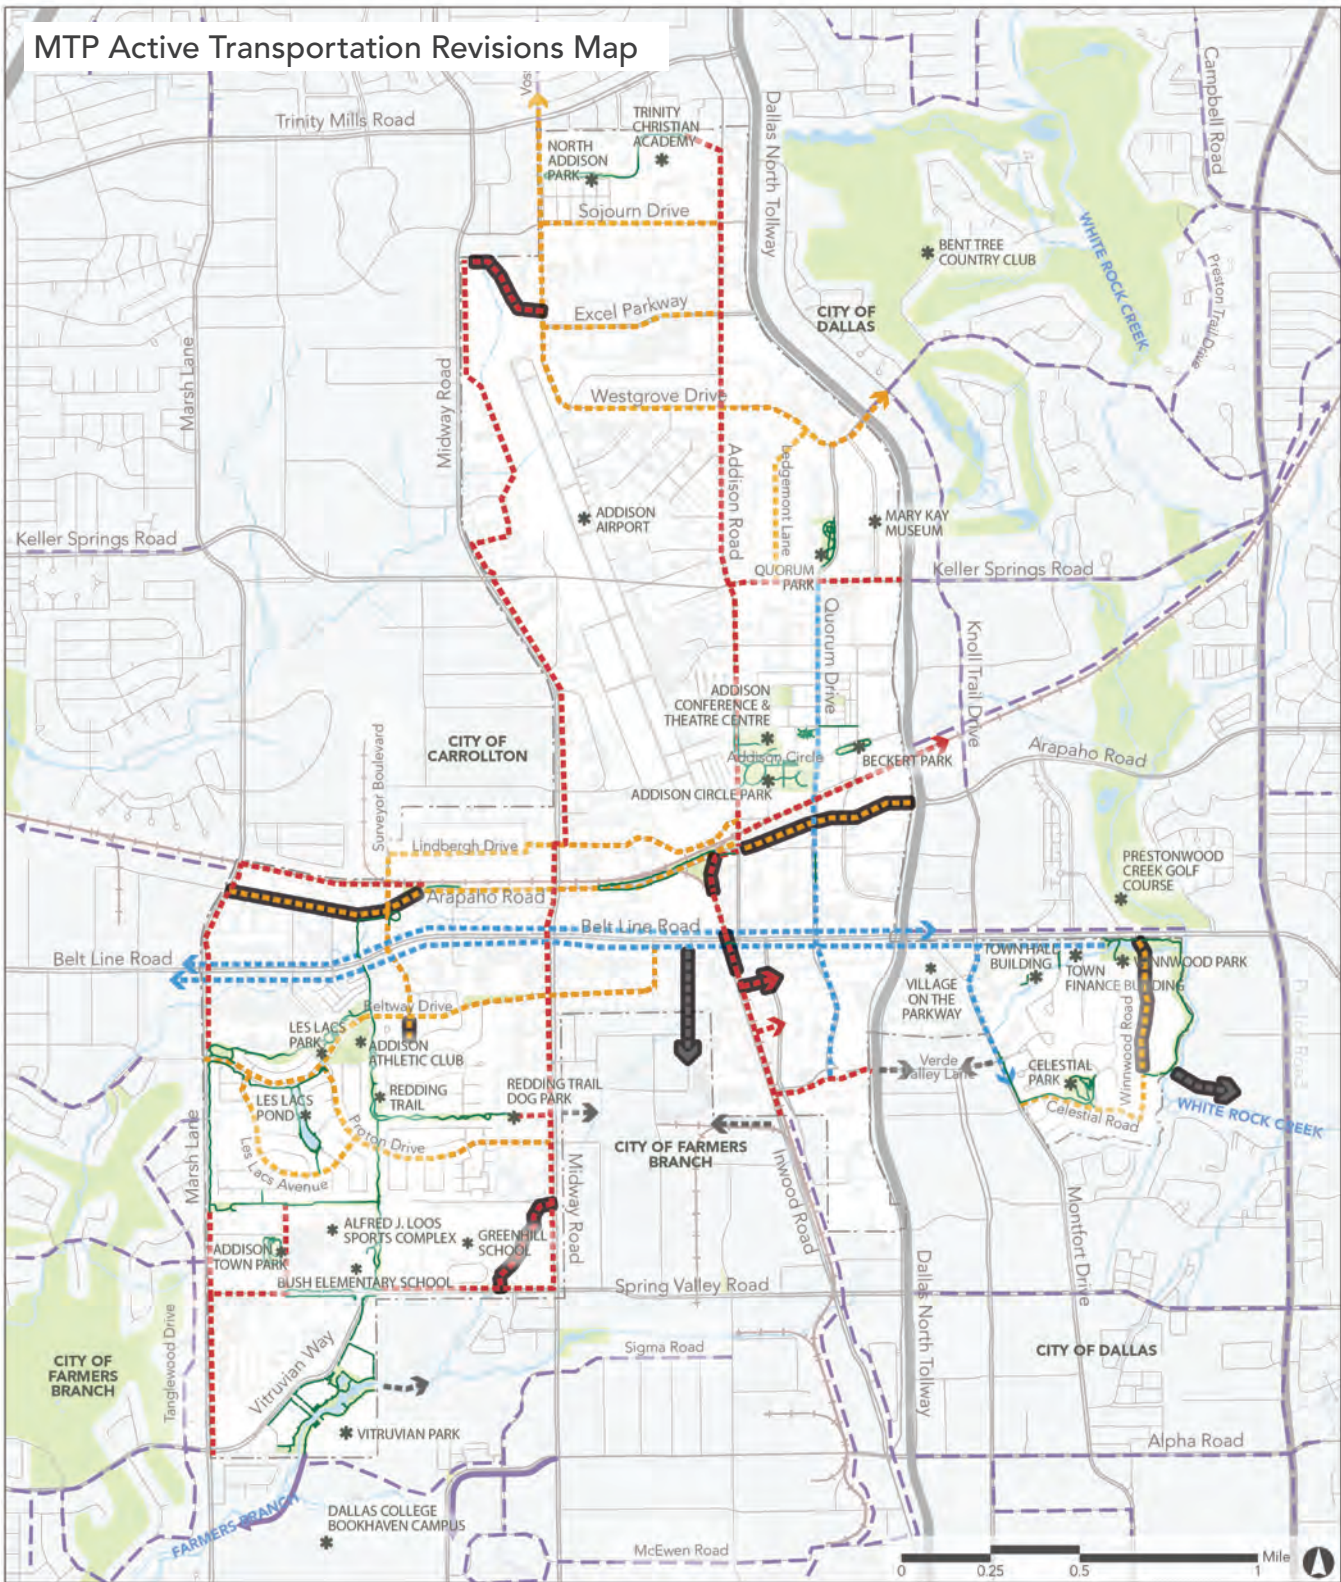 MTP Active Transportation Revisions Map
Trinity Mills Road
TRINITY
CHRISTIAN
ACADEMY
NORTH
ADDISON
PARK
Dallas North Tollway
Campbell Road
Sojourn Drive
BENT TREE
COUNTRY CLUB
WHITE ROCK CREEK
Preston Trail Drive
Excel Parkway
CITY OF
DALLAS
Marsh Lane
Midway Road
Westgrove Drive
Addison Road
Ledgemont Lane
ADDISON
AIRPORT
MARY KAY
MUSEUM
Keller Springs Road
QUORUM
PARK
Keller Springs Road
Quorum Drive
Knoll Trail Drive
ADDISON
CONFERENCE &
THEATRE CENTRE
CITY OF
CARROLLTON
Surveyor Boulevard
Addison Circle
BECKERT PARK
Arapaho Road
ADDISON CIRCLE PARK
Lindbergh Drive
PRESTONWOOD
CREEK GOLF
COURSE
Arapaho Road
Belt Line Road
Belt Line Road
TOWN HALL
BUILDING
TOWN
FINANCE BUILDING
WINNWOOD PARK
VILLAGE
ON THE
PARKWAY
Beltway Drive
LES LACS
PARK
ADDISON
ATHLETIC CLUB
Winnwood Road
Verde
Valley Lane
CELESTIAL
PARK
REDDING
TRAIL
REDDING TRAIL
DOG PARK
LES LACS
POND
Celestial Road
WHITE ROCK CREEK
Proton Drive
Les Lacs Avenue
CITY OF FARMERS
BRANCH
Marsh Lane
Midway Road
Inwood Road
Montfort Drive
ALFRED J. LOOS
SPORTS COMPLEX
GREENHILL
SCHOOL
ADDISON
TOWN PARK
BUSH ELEMENTARY SCHOOL
Spring Valley Road
Dallas North Tollway
Tanglewood Drive
Vitruvian Way
Sigma Road
CITY OF
FARMERS
BRANCH
CITY OF DALLAS
VITRUVIAN PARK
Alpha Road
FARMERS BRANCH
DALLAS COLLEGE
BOOKHAVEN CAMPUS
McEwen Road
Mile
0
0.25
0.5
1